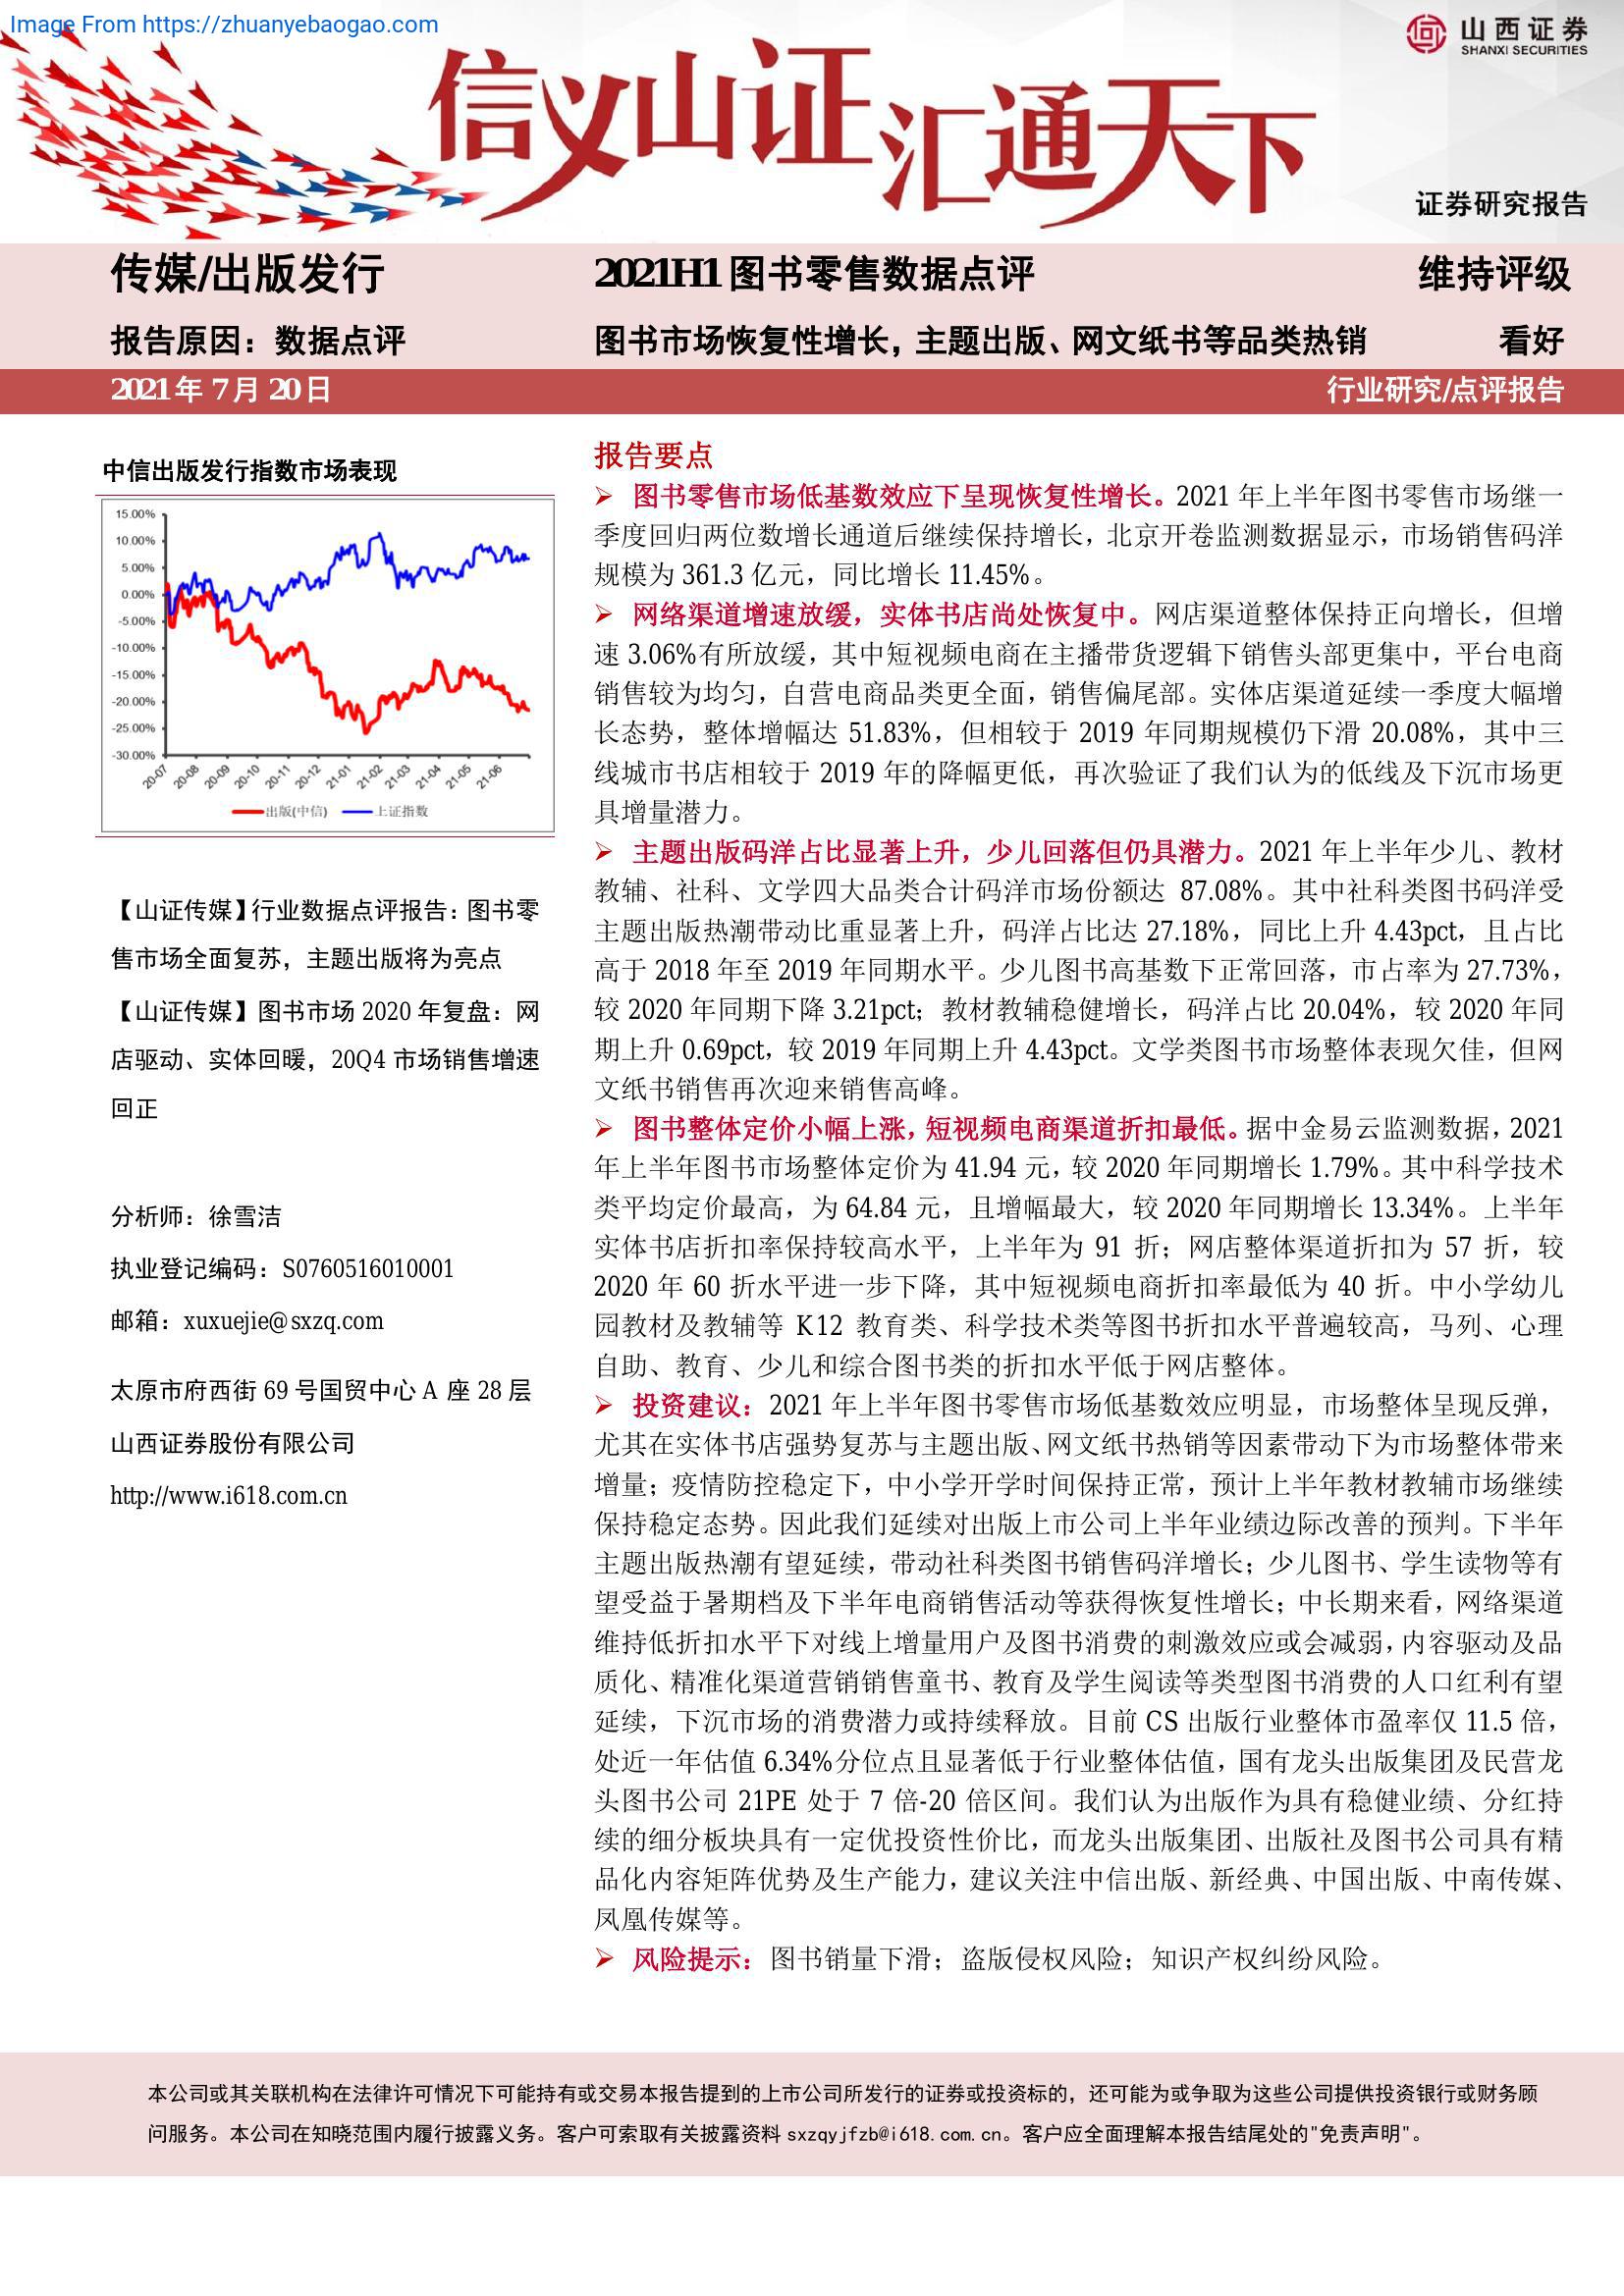 Image From https://zhuanyebaogao.com
山西证券
SHANXI SECURITIES
信义山证 汇通天下
证券研究报告
传媒/出版发行
2021H1 图书零售数据点评
维持评级
报告原因：数据点评
图书市场恢复性增长，主题出版、网文纸书等品类热销
看好
2021 年 7 月 20 日
行业研究/点评报告
中信出版发行指数市场表现
15.00%
10.00%
5.00%
0.00%
-5.00%
-10.00%
-15.00%
-20.00%
-25.00%
-30.00%
20-07 20-08 20-09 20-10 20-11 20-12 21-01 21-02 21-03 21-04 21-05 21-06
出版(中信) 上证指数
【山证传媒】行业数据点评报告：图书零
售市场全面复苏，主题出版将为亮点
【山证传媒】图书市场 2020 年复盘：网
店驱动、实体回暖，20Q4 市场销售增速
回正
分析师：徐雪洁
执业登记编码：S0760516010001
邮箱：xuxuejie@sxzq.com
太原市府西街 69 号国贸中心 A 座 28 层
山西证券股份有限公司
http://www.i618.com.cn
报告要点
➢ 图书零售市场低基数效应下呈现恢复性增长。2021 年上半年图书零售市场继一
季度回归两位数增长通道后继续保持增长，北京开卷监测数据显示，市场销售码洋
规模为 361.3 亿元，同比增长 11.45%。
➢ 网络渠道增速放缓，实体书店尚处恢复中。网店渠道整体保持正向增长，但增
速 3.06%有所放缓，其中短视频电商在主播带货逻辑下销售头部更集中，平台电商
销售较为均匀，自营电商品类更全面，销售偏尾部。实体店渠道延续一季度大幅增
长态势，整体增幅达 51.83%，但相较于 2019 年同期规模仍下滑 20.08%，其中三
线城市书店相较于 2019 年的降幅更低，再次验证了我们认为的低线及下沉市场更
具增量潜力。
➢ 主题出版码洋占比显著上升，少儿回落但仍具潜力。2021 年上半年少儿、教材
教辅、社科、文学四大品类合计码洋市场份额达 87.08%。其中社科类图书码洋受
主题出版热潮带动比重显著上升，码洋占比达 27.18%，同比上升 4.43pct，且占比
高于 2018 年至 2019 年同期水平。少儿图书高基数下正常回落，市占率为 27.73%，
较 2020 年同期下降 3.21pct；教材教辅稳健增长，码洋占比 20.04%，较 2020 年同
期上升 0.69pct，较 2019 年同期上升 4.43pct。文学类图书市场整体表现欠佳，但网
文纸书销售再次迎来销售高峰。
➢ 图书整体定价小幅上涨，短视频电商渠道折扣最低。据中金易云监测数据，2021
年上半年图书市场整体定价为 41.94 元，较 2020 年同期增长 1.79%。其中科学技术
类平均定价最高，为 64.84 元，且增幅最大，较 2020 年同期增长 13.34%。上半年
实体书店折扣率保持较高水平，上半年为 91 折；网店整体渠道折扣为 57 折，较
2020 年 60 折水平进一步下降，其中短视频电商折扣率最低为 40 折。中小学幼儿
园教材及教辅等 K12 教育类、科学技术类等图书折扣水平普遍较高，马列、心理
自助、教育、少儿和综合图书类的折扣水平低于网店整体。
➢ 投资建议：2021 年上半年图书零售市场低基数效应明显，市场整体呈现反弹，
尤其在实体书店强势复苏与主题出版、网文纸书热销等因素带动下为市场整体带来
增量；疫情防控稳定下，中小学开学时间保持正常，预计上半年教材教辅市场继续
保持稳定态势。因此我们延续对出版上市公司上半年业绩边际改善的预判。下半年
主题出版热潮有望延续，带动社科类图书销售码洋增长；少儿图书、学生读物等有
望受益于暑期档及下半年电商销售活动等获得恢复性增长；中长期来看，网络渠道
维持低折扣水平下对线上增量用户及图书消费的刺激效应或会减弱，内容驱动及品
质化、精准化渠道营销销售童书、教育及学生阅读等类型图书消费的人口红利有望
延续，下沉市场的消费潜力或持续释放。目前 CS 出版行业整体市盈率仅 11.5 倍，
处近一年估值 6.34%分位点且显著低于行业整体估值，国有龙头出版集团及民营龙
头图书公司 21PE 处于 7 倍-20 倍区间。我们认为出版作为具有稳健业绩、分红持
续的细分板块具有一定优投资性价比，而龙头出版集团、出版社及图书公司具有精
品化内容矩阵优势及生产能力，建议关注中信出版、新经典、中国出版、中南传媒、
凤凰传媒等。
➢ 风险提示：图书销量下滑；盗版侵权风险；知识产权纠纷风险。
本公司或其关联机构在法律许可情况下可能持有或交易本报告提到的上市公司所发行的证券或投资标的，还可能为或争取为这些公司提供投资银行或财务顾
问服务。本公司在知晓范围内履行披露义务。客户可索取有关披露资料 sxzqyjfzb@i618.com.cn。客户应全面理解本报告结尾处的"免责声明"。